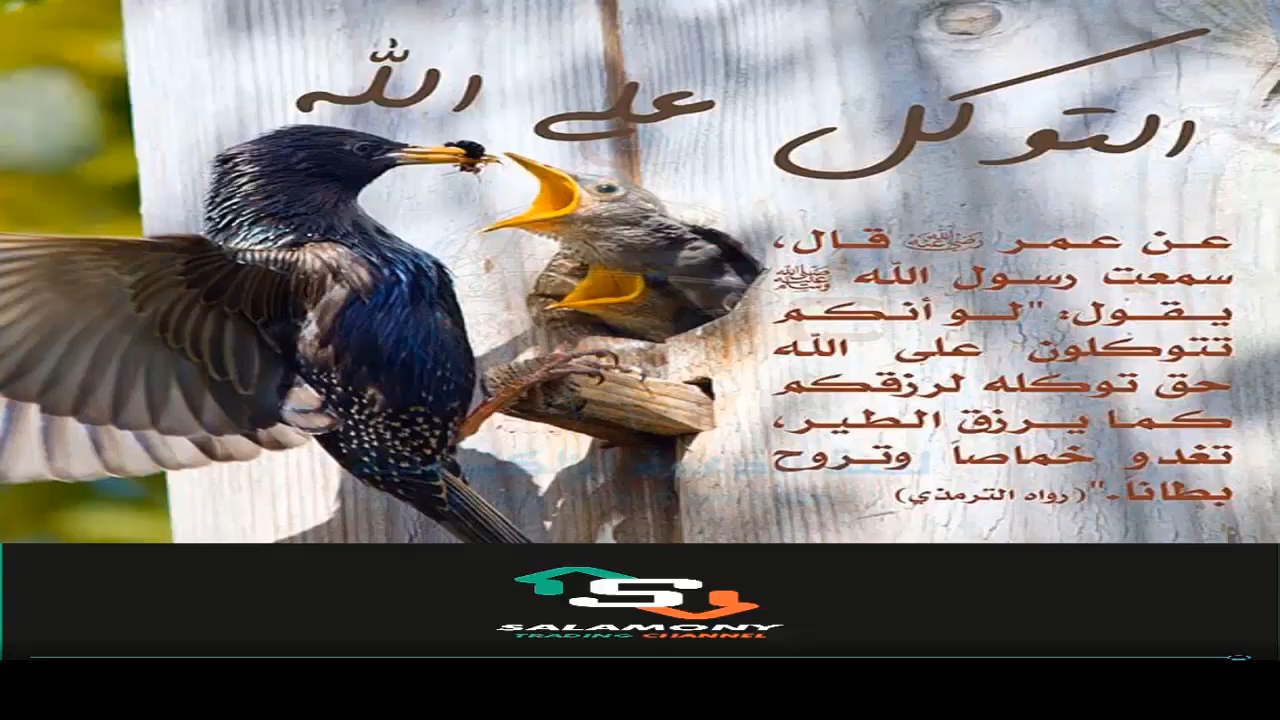 التوكل على الله
عن عمر رضي الله عنه قال،
سمعت رسول الله ﷺ
يقول: "لو أنكم
تتوكلون على الله
حق توكله لرزقكم
كما يرزق الطير،
تغدو خماصاً وتروح
بطاناً." (رواه الترمذي)
SALAMONY
TRADING CHANNEL